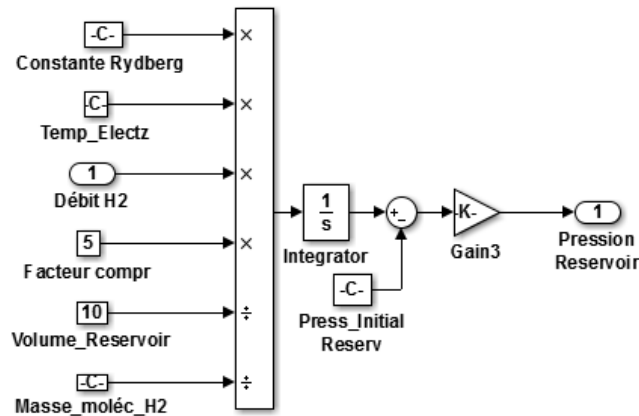 -C-
×
Constante Rydberg
-C-
×
Temp_Electz
1
×
Débit H2
1
s
+
-
-K-
1
5
×
Integrator
Gain3
Pression
Reservoir
Facteur compr
-C-
10
÷
Press_Initial
Reserv
Volume_Reservoir
-C-
÷
Masse_moléc_H2